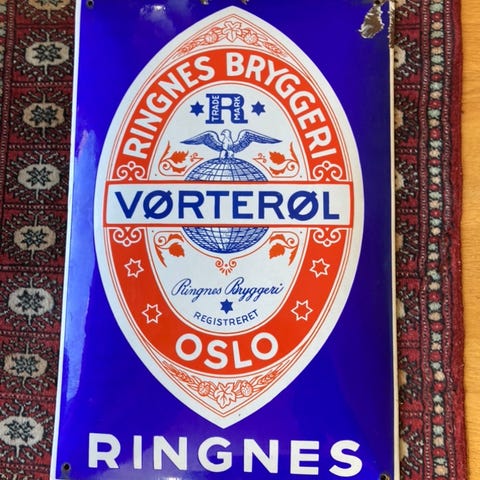 RINGNES BRYGGERI
TRADE R MARK
VØRTERØL
Ringnes Bryggeri
REGISTRERET
OSLO
RINGNES